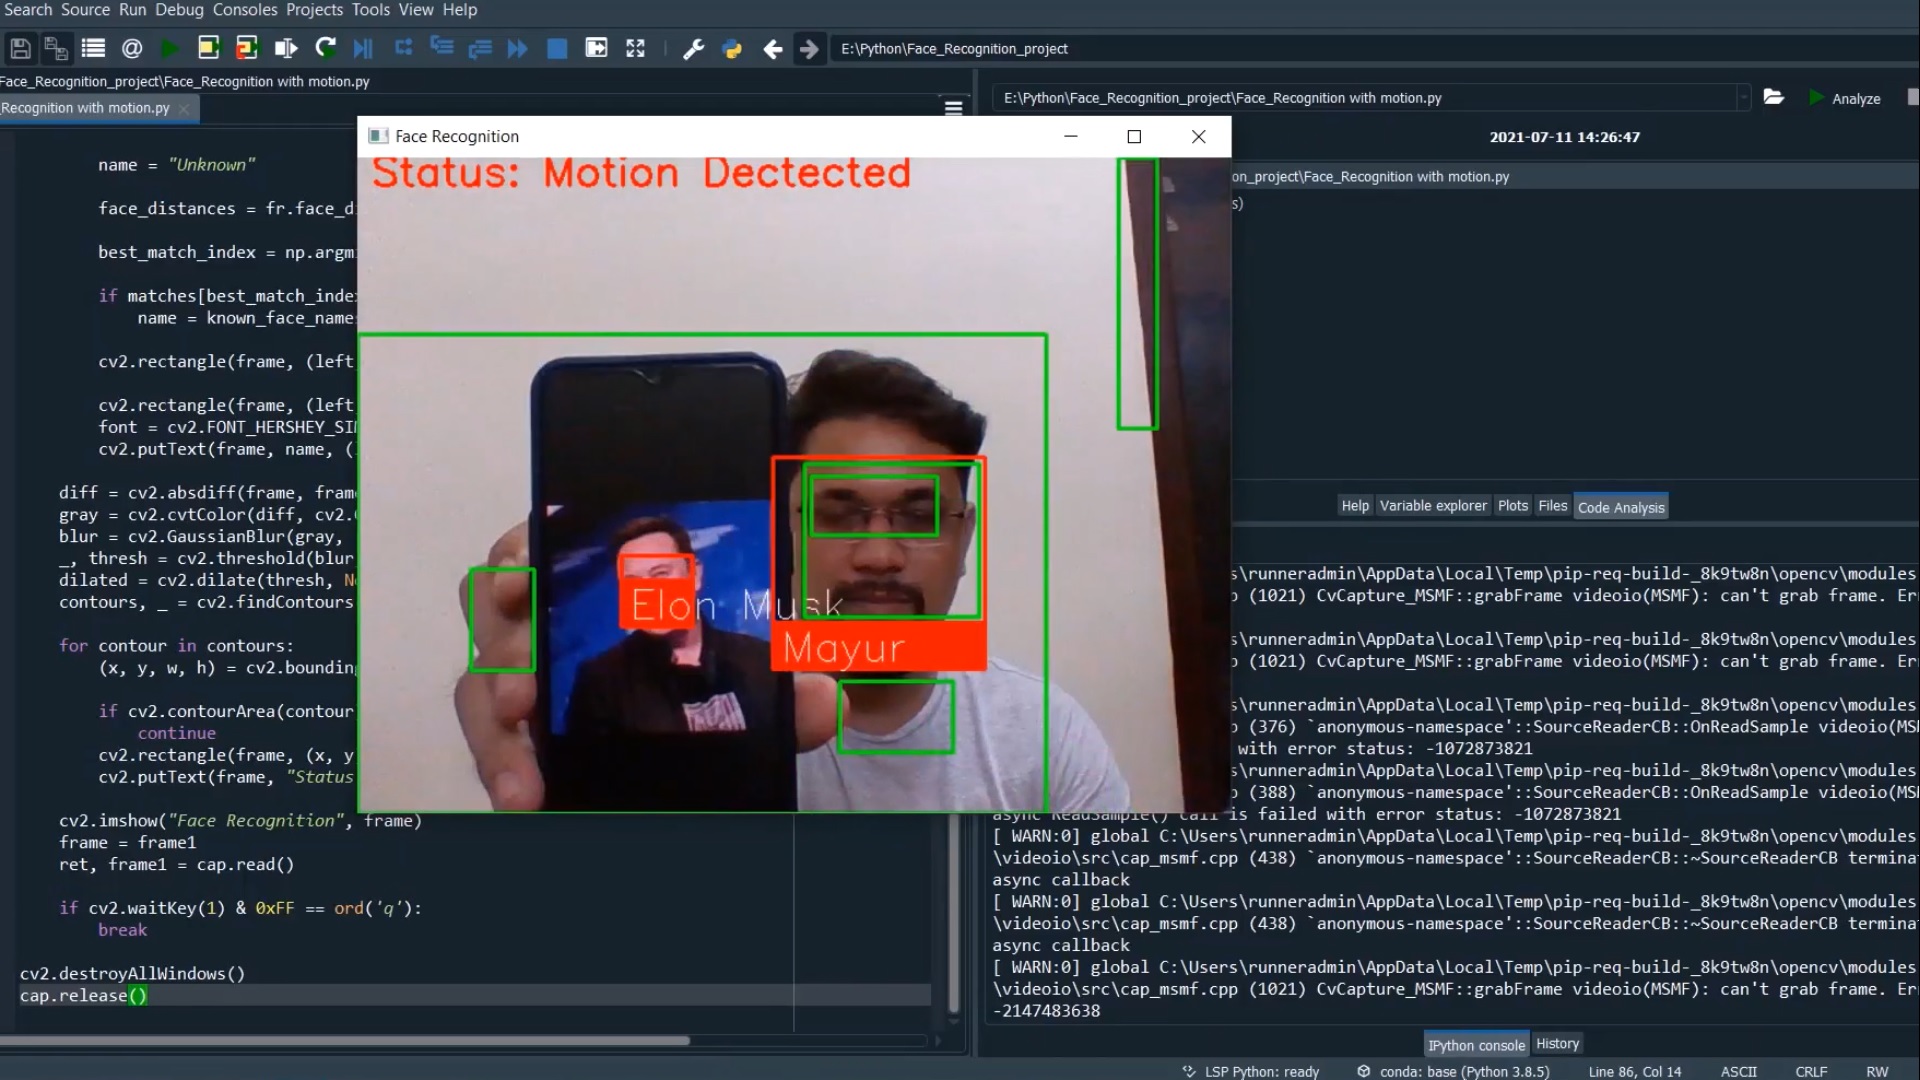 Search Source Run Debug Consoles Projects Tools View Help
E:\Python\Face_Recognition_project
Face_Recognition_project\Face_Recognition with motion.py
Recognition with motion.py
E:\Python\Face_Recognition_project\Face_Recognition with motion.py
Analyze
2021-07-11 14:26:47
on_project\Face_Recognition with motion.py
s)
Face Recognition
Status: Motion Dectected
Elon Musk
Mayur
name = "Unknown"
face_distances = fr.face_d
best_match_index = np.argm
if matches[best_match_inde
name = known_face_name
cv2.rectangle(frame, (left
cv2.rectangle(frame, (left
font = cv2.FONT_HERSHEY_SI
cv2.putText(frame, name, (
diff = cv2.absdiff(frame, fram
gray = cv2.cvtColor(diff, cv2.
blur = cv2.GaussianBlur(gray,
_, thresh = cv2.threshold(blur
dilated = cv2.dilate(thresh, N
contours, _ = cv2.findContours
for contour in contours:
(x, y, w, h) = cv2.bounding
if cv2.contourArea(contour
continue
cv2.rectangle(frame, (x, y
cv2.putText(frame, "Status
cv2.imshow("Face Recognition", frame)
frame = frame1
ret, frame1 = cap.read()
if cv2.waitKey(1) & 0xFF == ord('q'):
break
cv2.destroyAllWindows()
cap.release()
Help Variable explorer Plots Files Code Analysis
s\runneradmin\AppData\Local\Temp\pip-req-build-_8k9tw8n\opencv\modules
(1021) CvCapture_MSMF::grabFrame videoio(MSMF): can't grab frame. Er
s\runneradmin\AppData\Local\Temp\pip-req-build-_8k9tw8n\opencv\modules
(1021) CvCapture_MSMF::grabFrame videoio(MSMF): can't grab frame. Er
s\runneradmin\AppData\Local\Temp\pip-req-build-_8k9tw8n\opencv\modules
(376) `anonymous-namespace'::SourceReaderCB::OnReadSample videoio(MS
with error status: -1072873821
s\runneradmin\AppData\Local\Temp\pip-req-build-_8k9tw8n\opencv\modules
(388) `anonymous-namespace'::SourceReaderCB::OnReadSample videoio(MS
async ReadSample() call is failed with error status: -1072873821
[ WARN:0] global C:\Users\runneradmin\AppData\Local\Temp\pip-req-build-_8k9tw8n\opencv\modules
\videoio\src\cap_msmf.cpp (438) `anonymous-namespace'::SourceReaderCB::~SourceReaderCB termina
async callback
[ WARN:0] global C:\Users\runneradmin\AppData\Local\Temp\pip-req-build-_8k9tw8n\opencv\modules
\videoio\src\cap_msmf.cpp (438) `anonymous-namespace'::SourceReaderCB::~SourceReaderCB termina
async callback
[ WARN:0] global C:\Users\runneradmin\AppData\Local\Temp\pip-req-build-_8k9tw8n\opencv\modules
\videoio\src\cap_msmf.cpp (1021) CvCapture_MSMF::grabFrame videoio(MSMF): can't grab frame. Er
-2147483638
IPython console History
LSP Python: ready conda: base (Python 3.8.5) Line 86, Col 14 ASCII CRLF RW